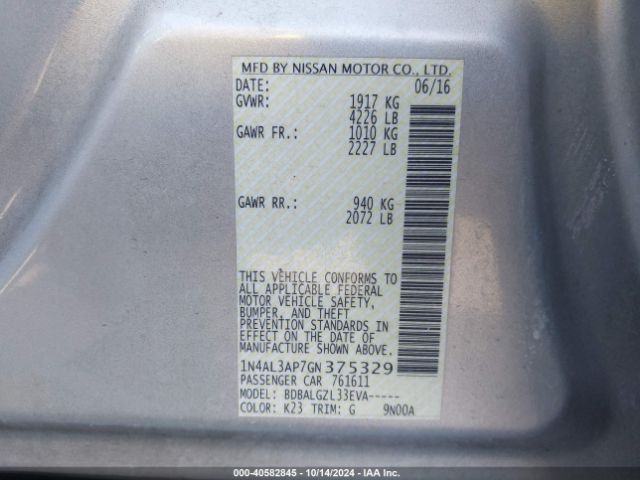 MFD BY NISSAN MOTOR CO., LTD.
DATE: 06/16
GVWR: 1917 KG
4226 LB
GAWR FR.: 1010 KG
2227 LB
GAWR RR.: 940 KG
2072 LB
THIS VEHICLE CONFORMS TO
ALL APPLICABLE FEDERAL
MOTOR VEHICLE SAFETY,
BUMPER, AND THEFT
PREVENTION STANDARDS IN
EFFECT ON THE DATE OF
MANUFACTURE SHOWN ABOVE.
1N4AL3AP7GN375329
PASSENGER CAR 761611
MODEL: BDBALGZL33EVA-----
COLOR: K23 TRIM: G 9N00A
000-40582845 - 10/14/2024 - IAA Inc.